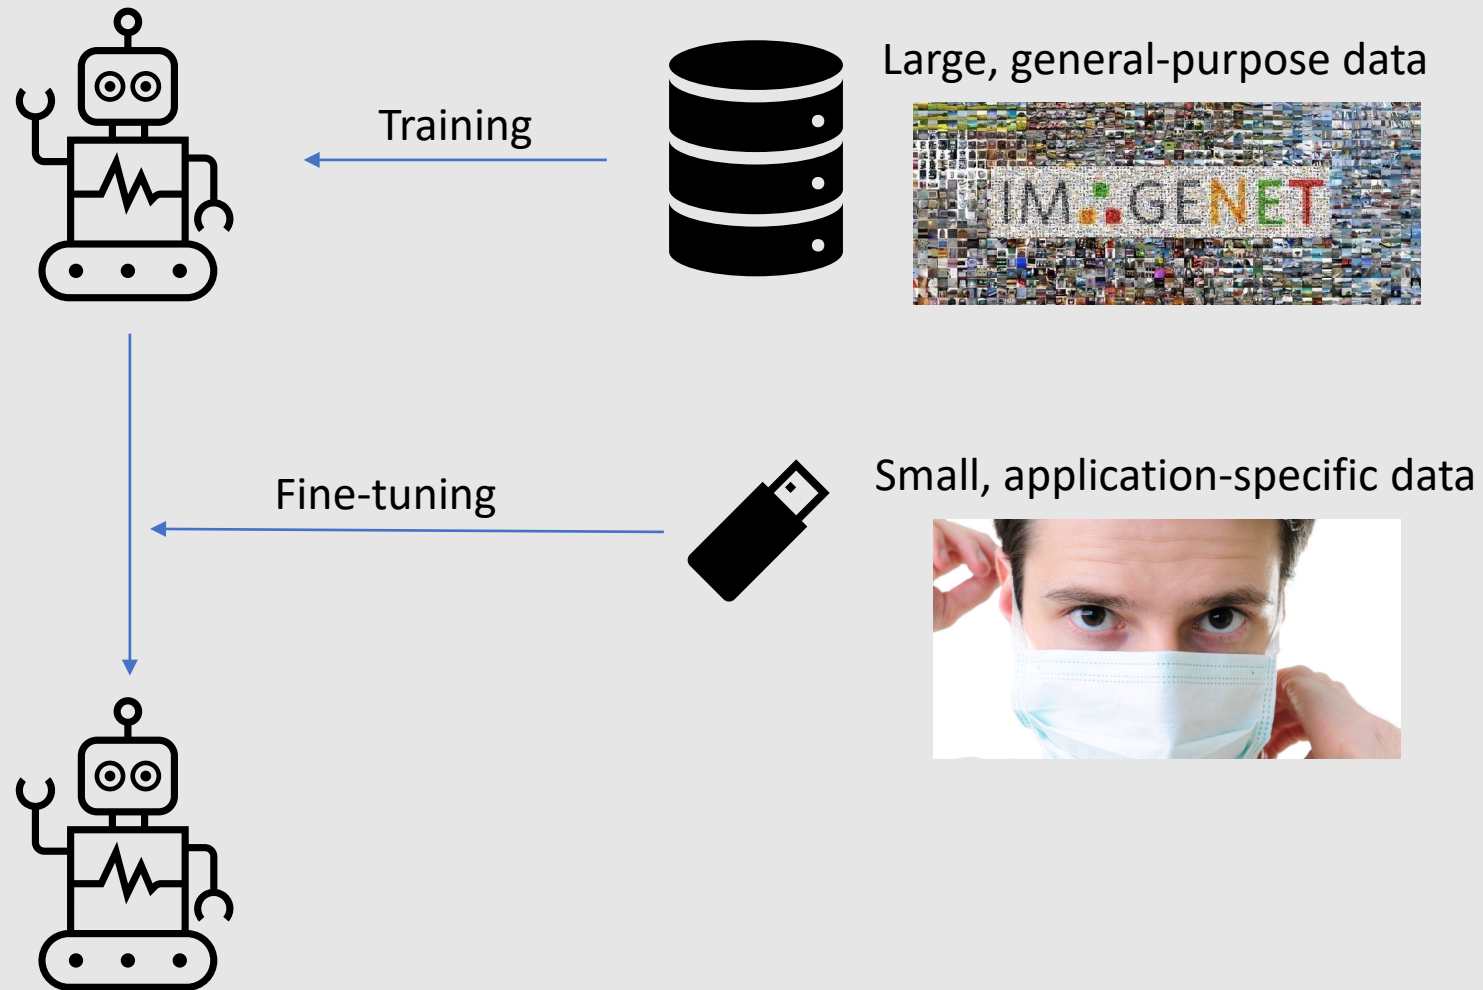 Large, general-purpose data
Training
IMAGENET
Small, application-specific data
Fine-tuning